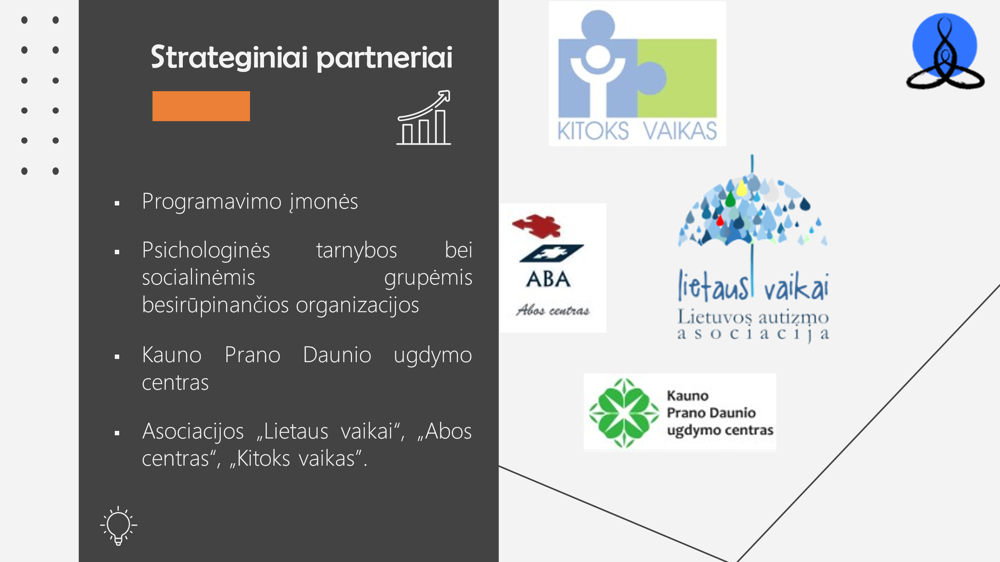 Strateginiai partneriai
▪ Programavimo įmonės
▪ Psichologinės tarnybos bei
socialinėmis grupėmis
besirūpinančios organizacijos
▪ Kauno Prano Daunio ugdymo
centras
▪ Asociacijos „Lietaus vaikai“, „Abos
centras“, „Kitoks vaikas“.
KITOKS VAIKAS
ABA
Abos centras
lietaus vaikai
Lietuvos autizmo
asociacija
Kauno
Prano Daunio
ugdymo centras